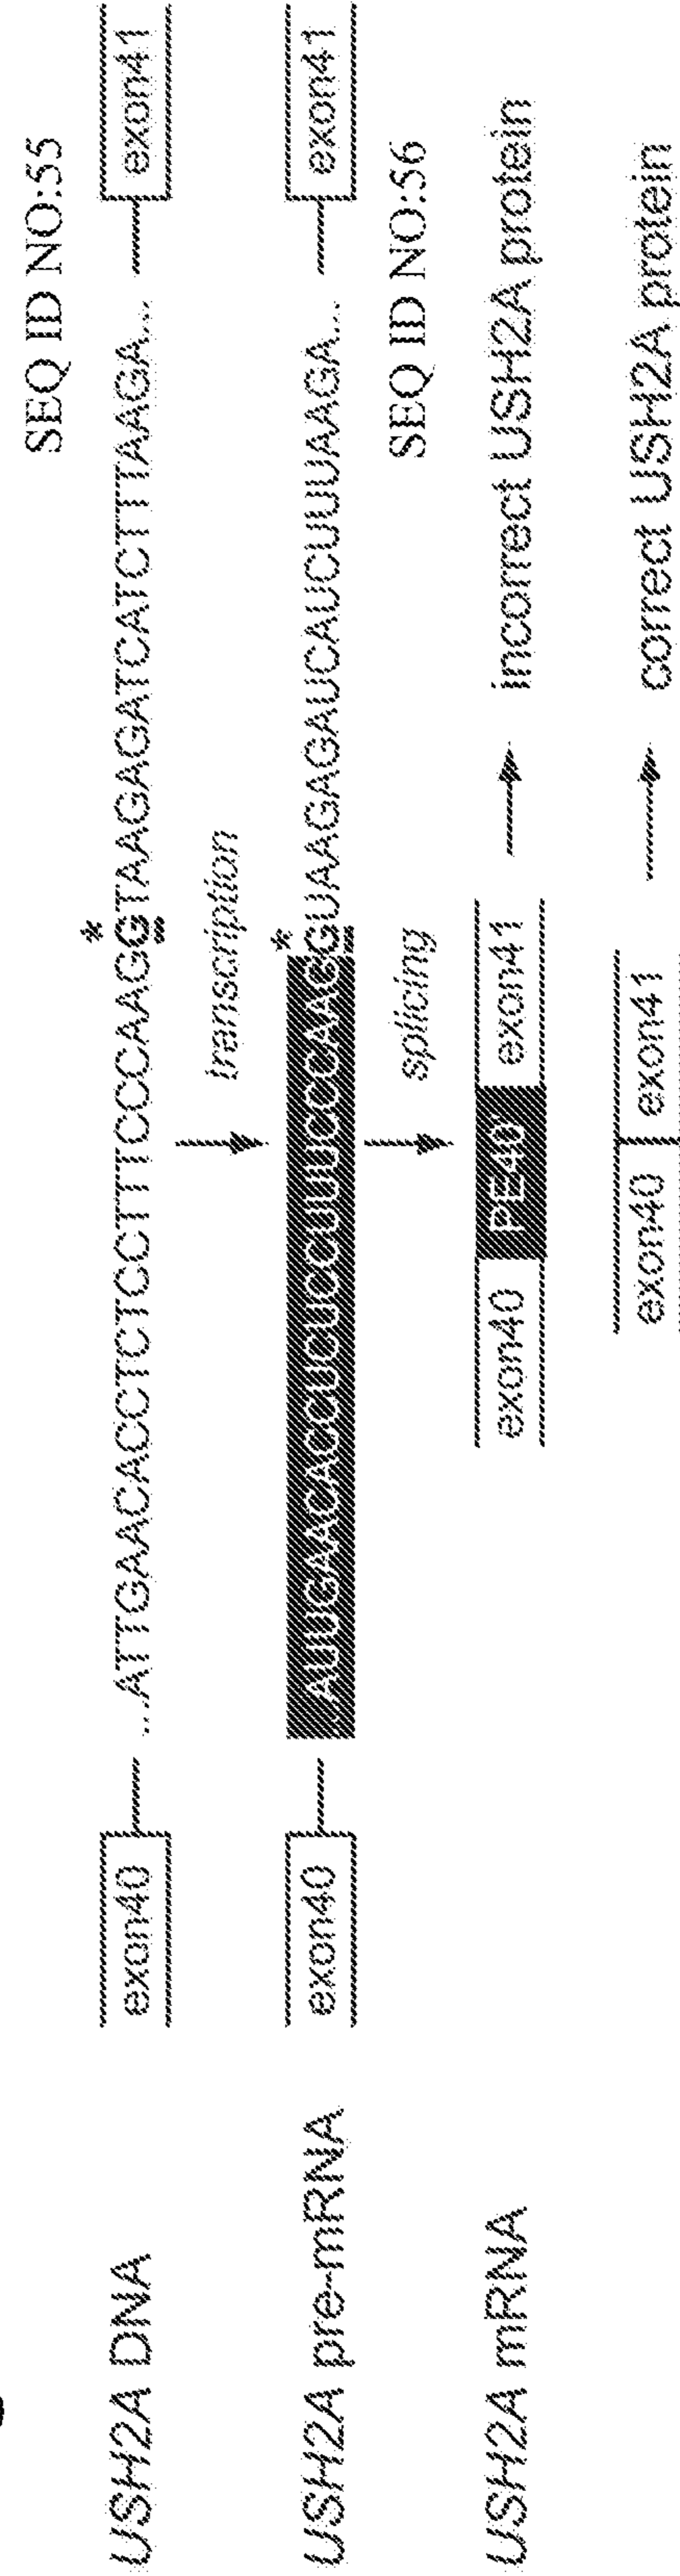 SEQ ID NO:55
USH2A DNA exon40 ...ATTGAACACCTCTCCTTTCCCAAGGTAAGAGATCATCTTTAAGA... exon41
*
transcription
*
USH2A pre-mRNA exon40 ...AUUGAACACCUCUCCUUUCCCAAGGUAAGAGAUCAUCUUUAAGA... exon41
splicing SEQ ID NO:56
USH2A mRNA exon40 PE40' exon41 incorrect USH2A protein
exon40 exon41 correct USH2A protein